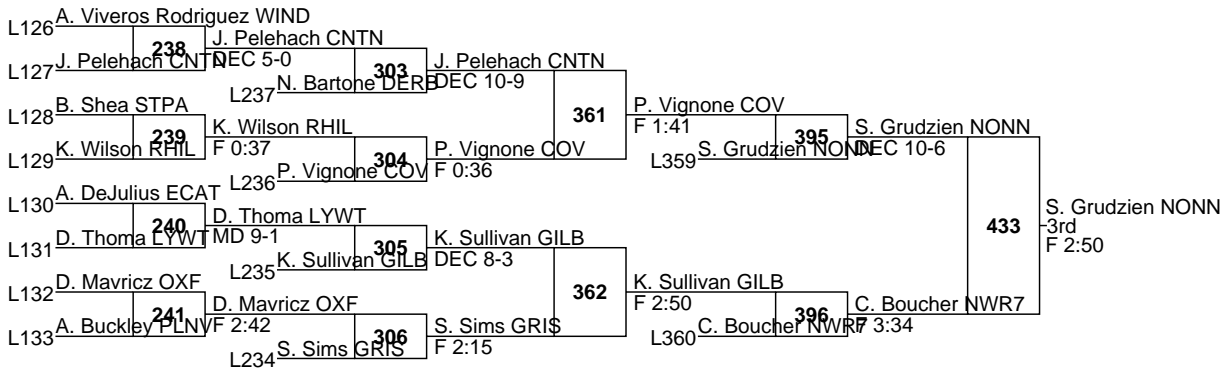 L126 A. Viveros Rodriguez WIND
238
L127 J. Pelehach CNTN
J. Pelehach CNTN
DEC 5-0
303
L237 N. Bartone DERB
J. Pelehach CNTN
DEC 10-9
L128 B. Shea STPA
239
L129 K. Wilson RHIL
K. Wilson RHIL
F 0:37
304
L236 P. Vignone COV
P. Vignone COV
F 0:36
361
P. Vignone COV
F 1:41
395
L359 S. Grudzien NONN
S. Grudzien NONN
DEC 10-6
L130 A. DeJulius ECAT
240
L131 D. Thoma LYWT
D. Thoma LYWT
MD 9-1
305
L235 K. Sullivan GILB
K. Sullivan GILB
DEC 8-3
L132 D. Mavricz OXF
241
L133 A. Buckley PLNV
D. Mavricz OXF
F 2:42
306
L234 S. Sims GRIS
S. Sims GRIS
F 2:15
362
K. Sullivan GILB
F 2:50
396
L360 C. Boucher NWR7
C. Boucher NWR7
F 3:34
433
S. Grudzien NONN
3rd
F 2:50